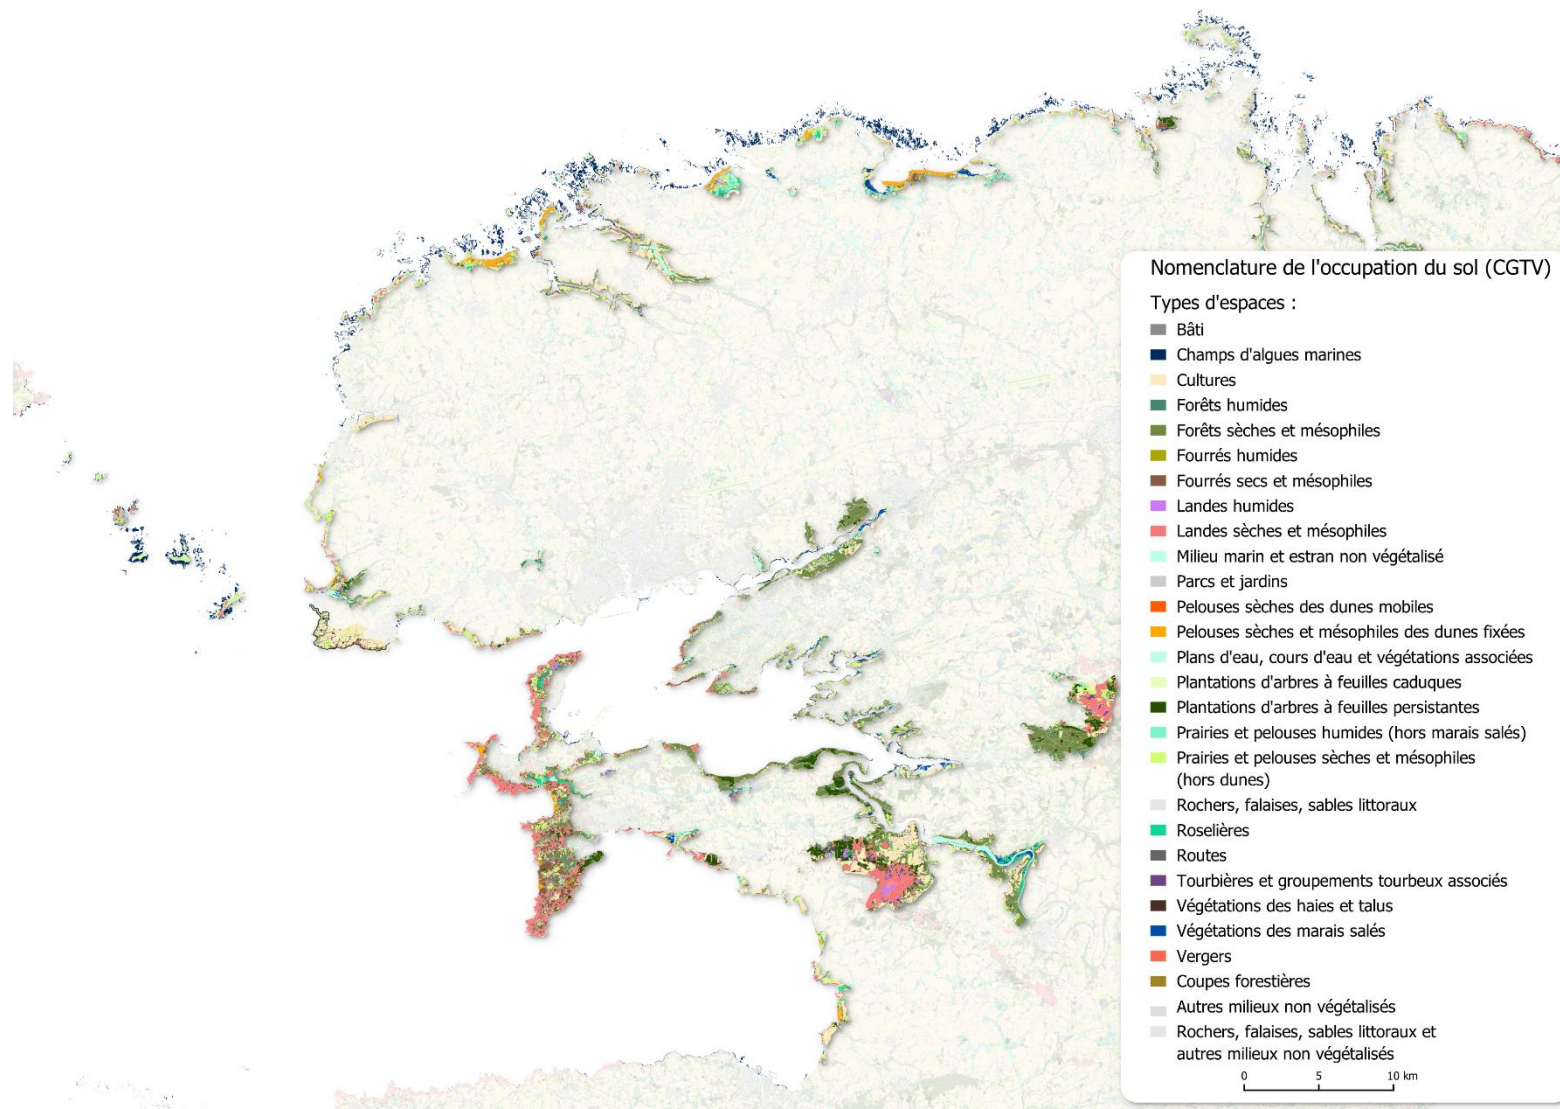 Nomenclature de l'occupation du sol (CGTV)
Types d'espaces :
Bâti
Champs d'algues marines
Cultures
Forêts humides
Forêts sèches et mésophiles
Fourrés humides
Fourrés secs et mésophiles
Landes humides
Landes sèches et mésophiles
Milieu marin et estran non végétalisé
Parcs et jardins
Pelouses sèches des dunes mobiles
Pelouses sèches et mésophiles des dunes fixées
Plans d'eau, cours d'eau et végétations associées
Plantations d'arbres à feuilles caduques
Plantations d'arbres à feuilles persistantes
Prairies et pelouses humides (hors marais salés)
Prairies et pelouses sèches et mésophiles
(hors dunes)
Rochers, falaises, sables littoraux
Roselières
Routes
Tourbières et groupements tourbeux associés
Végétations des haies et talus
Végétations des marais salés
Vergers
Coupes forestières
Autres milieux non végétalisés
Rochers, falaises, sables littoraux et
autres milieux non végétalisés
0 5 10 km